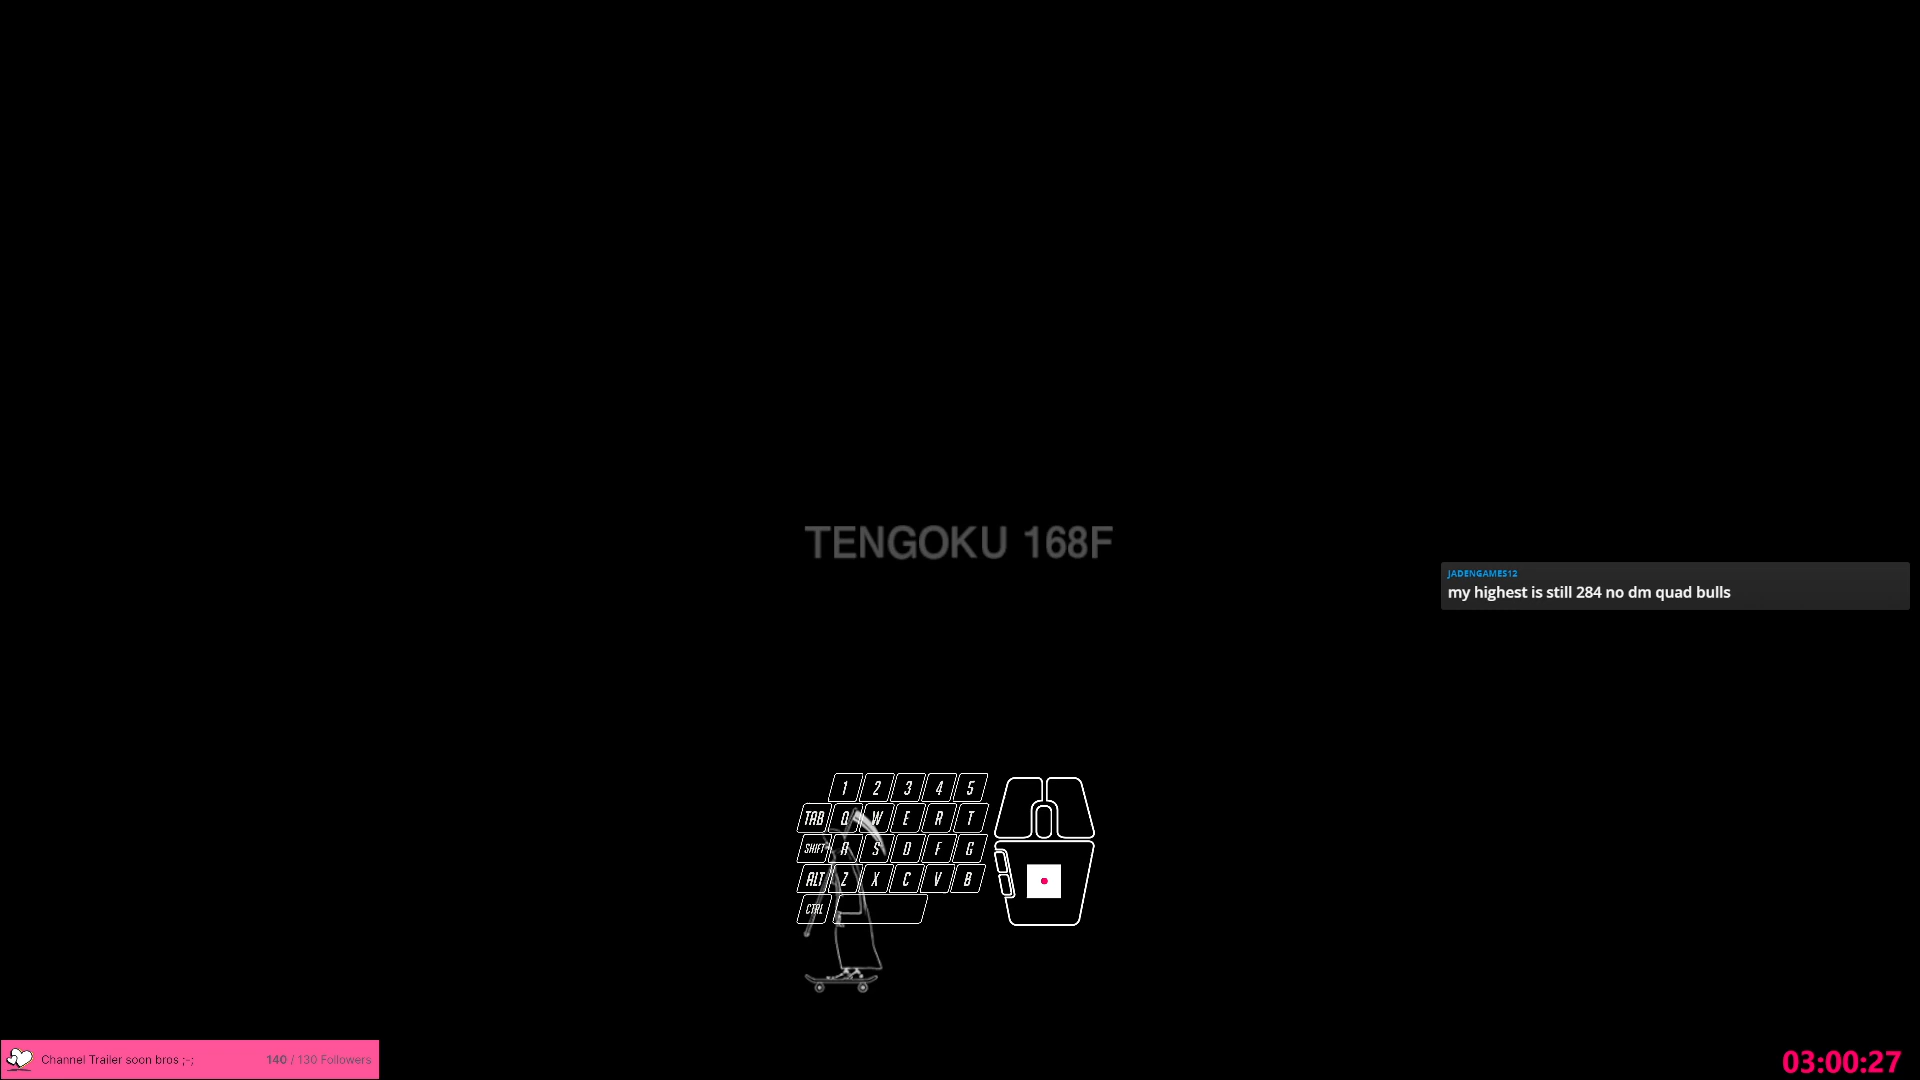 TENGOKU 168F
JADENGAMES12
my highest is still 284 no dm quad bulls
1 2 3 4 5
TAB Q W E R T
SHIFT A S D F G
ALT Z X C V B
CTRL
Channel Trailer soon bros ;-; 140 / 130 Followers
03:00:27